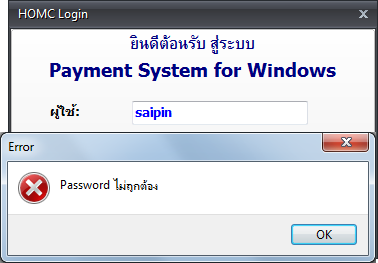 HOMC Login
ยินดีต้อนรับ สู่ระบบ
Payment System for Windows
ผู้ใช้:
saipin
Error
Password ไม่ถูกต้อง
OK